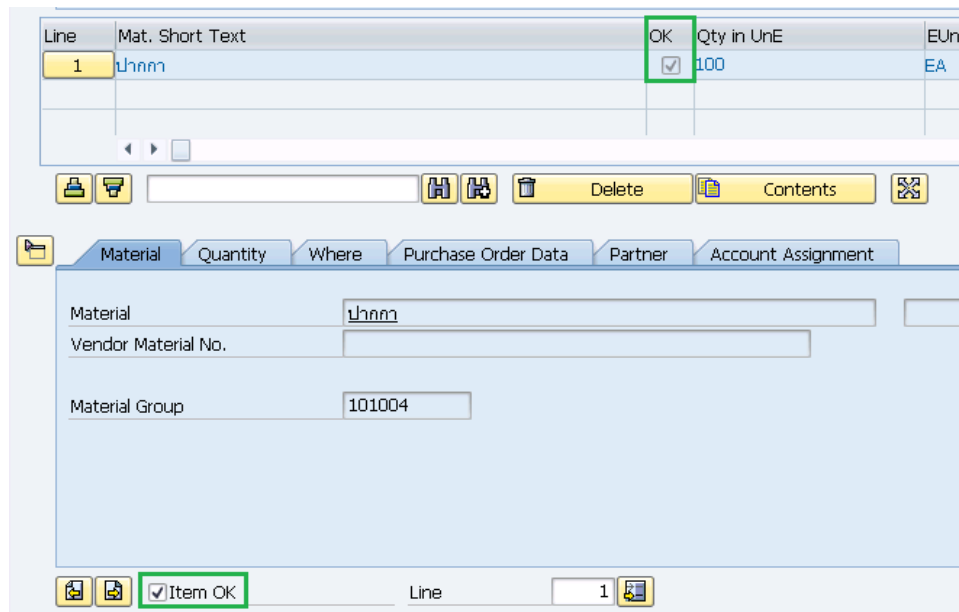 Line Mat. Short Text OK Qty in UnE EUn
1 ปากกา 100 EA
Delete Contents
Material Quantity Where Purchase Order Data Partner Account Assignment
Material ปากกา
Vendor Material No.
Material Group 101004
Item OK Line 1